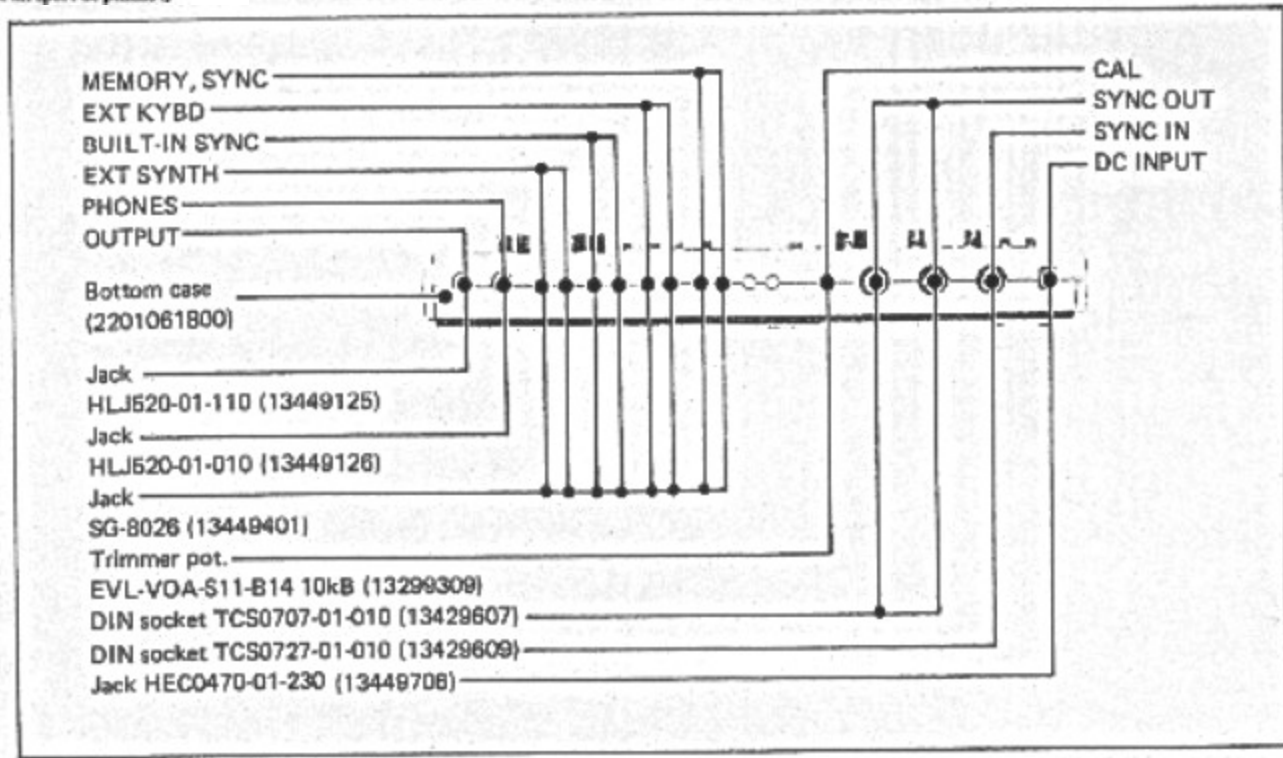 MEMORY, SYNC
EXT KYBD
BUILT-IN SYNC
EXT SYNTH
PHONES
OUTPUT
Bottom case
(2201061800)
Jack
HLJ520-01-110 (13449125)
Jack
HLJ520-01-010 (13449126)
Jack
SG-8026 (13449401)
Trimmer pot.
EVL-VOA-S11-B14 10kB (13299309)
DIN socket TCS0707-01-010 (13429607)
DIN socket TCS0727-01-010 (13429609)
Jack HEC0470-01-230 (13449706)
CAL
SYNC OUT
SYNC IN
DC INPUT